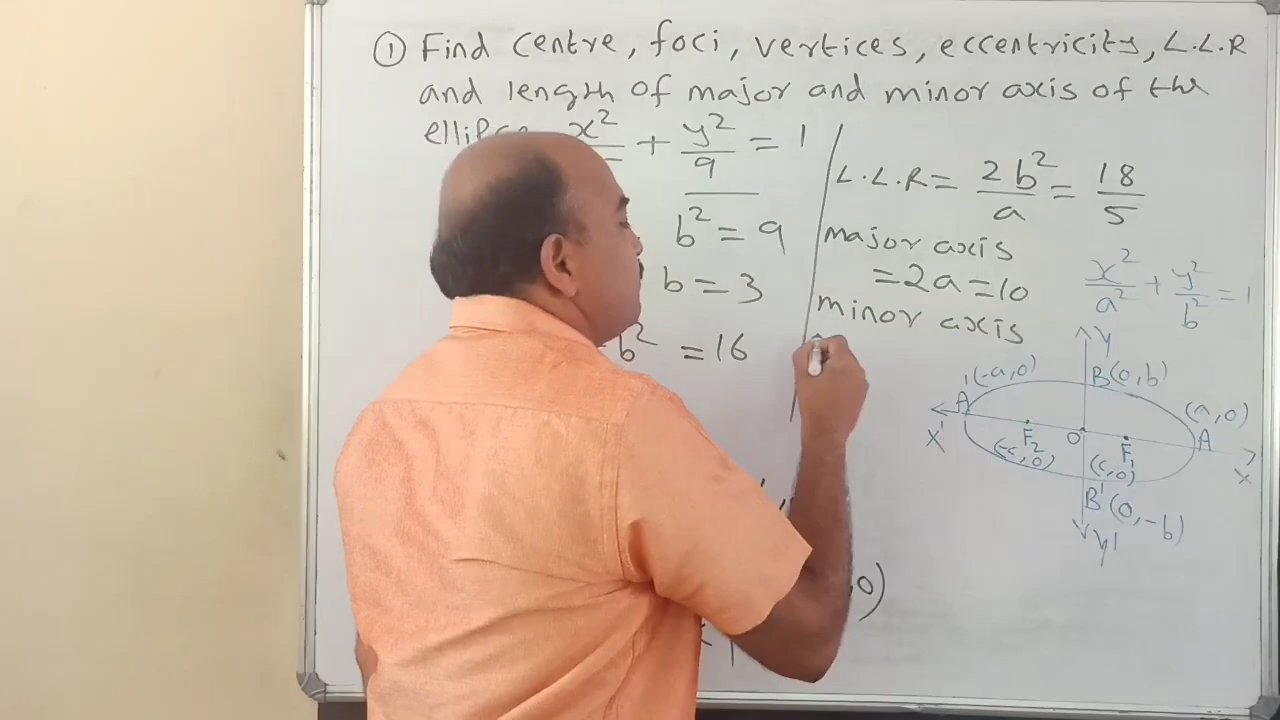 ① Find centre, foci, vertices, eccentricity, L.L.R
and length of major and minor axis of the
x² + y²/9 = 1
b² = 9
b = 3
b² = 16
L.L.R = 2b²/a = 18/5
major axis
= 2a = 10
minor axis
x²/a² + y²/b² = 1
Y
A'(-a,0)
B(0,b)
(a,0)
A
X'
F₂
(-c,0)
O
F₁
(c,0)
X
B'(0,-b)
Y'
0)